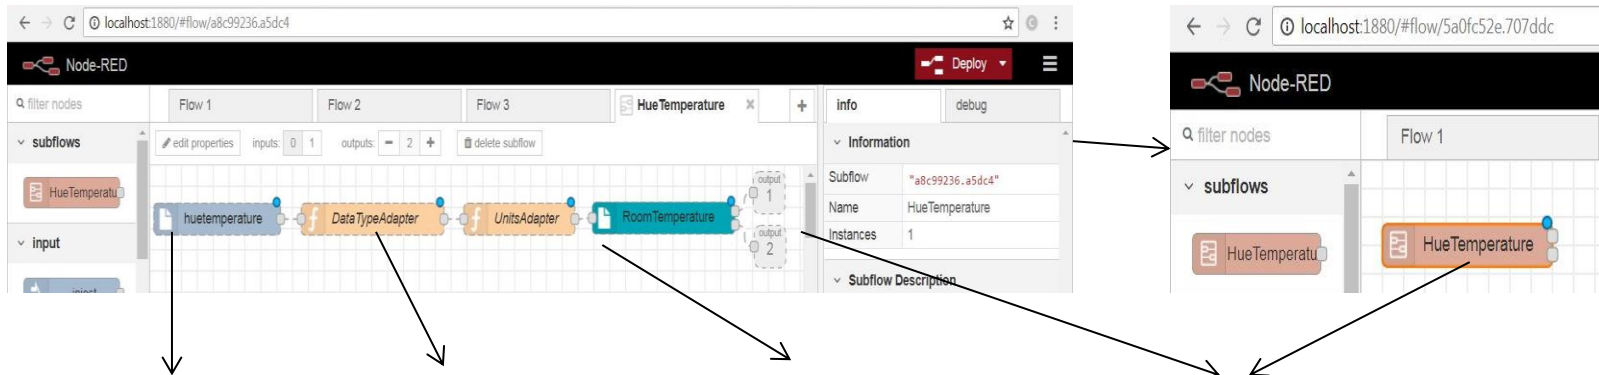 localhost:1880/#flow/a8c99236.a5dc4
Node-RED
Deploy
filter nodes
Flow 1
Flow 2
Flow 3
HueTemperature
x
+
info
debug
subflows
edit properties
inputs: 0 1
outputs: - 2 +
delete subflow
Information
HueTemperatu
Subflow "a8c99236.a5dc4"
Name HueTemperature
Instances 1
huetemperature
DataTypeAdapter
UnitsAdapter
RoomTemperature
output
1
output
2
input
inject
Subflow Description
localhost:1880/#flow/5a0fc52e.707ddc
Node-RED
filter nodes
Flow 1
subflows
HueTemperatu
HueTemperature